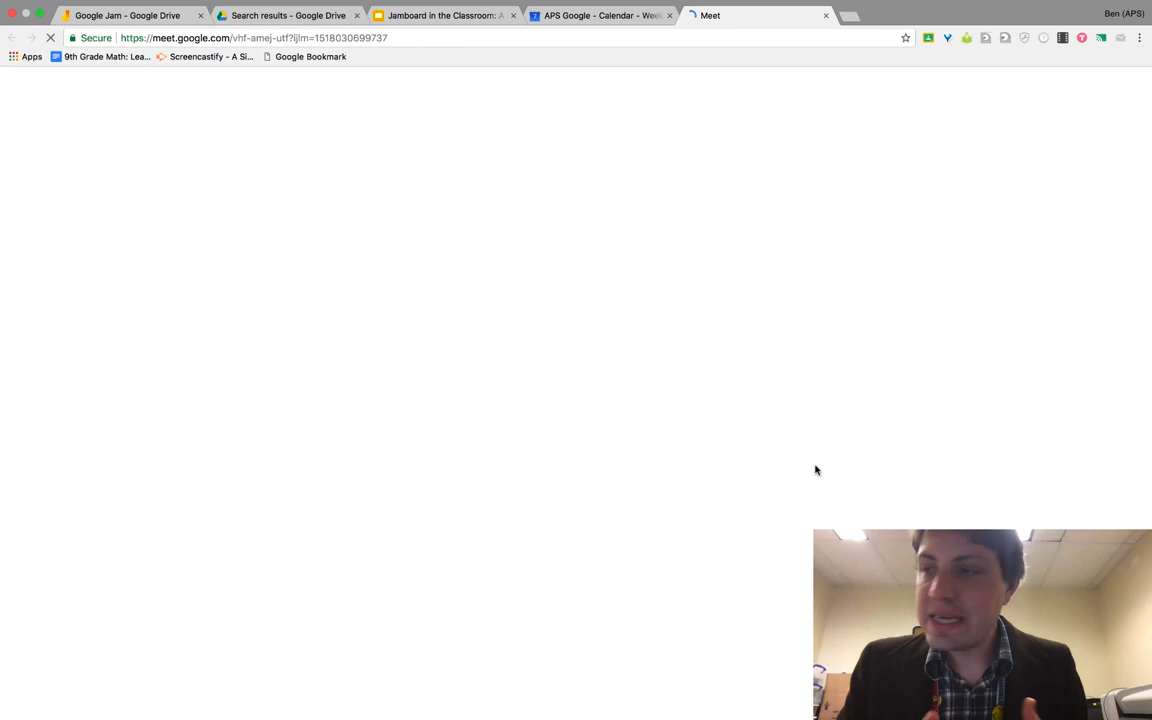 Google Jam - Google Drive
Search results - Google Drive
Jamboard in the Classroom: A
APS Google - Calendar - Week
Meet
Ben (APS)
Secure
https://meet.google.com/vhf-amej-utf?ijlm=1518030699737
Apps
9th Grade Math: Lea...
Screencastify - A Si...
Google Bookmark